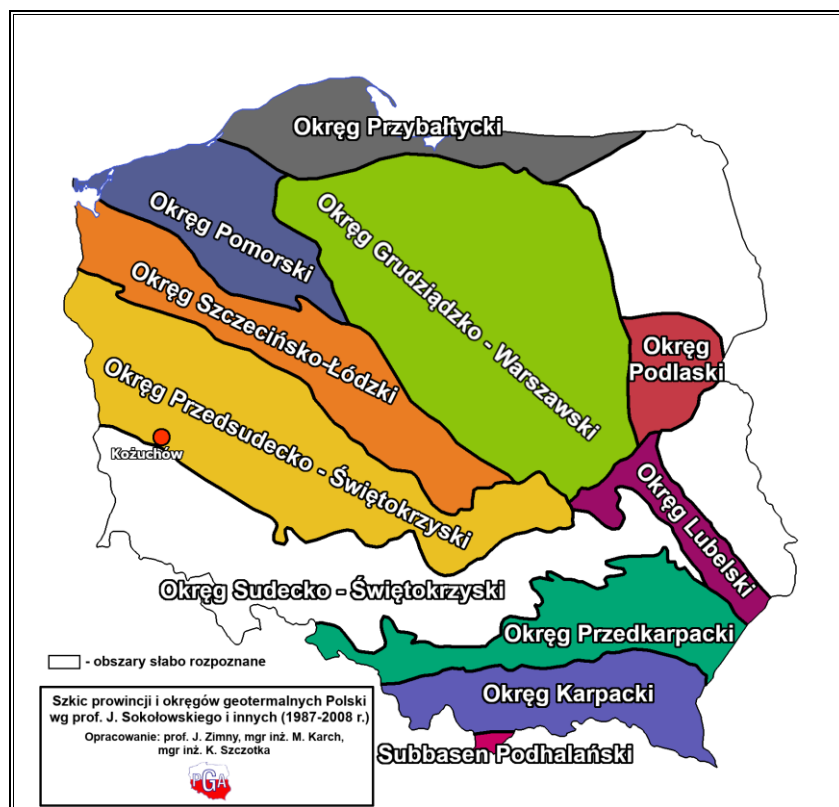 Okręg Przybałtycki
Okręg Pomorski
Okręg Grudziądzko - Warszawski
Okręg Szczecińsko-Łódzki
Okręg Podlaski
Okręg Przedsudecko - Świętokrzyski
Kożuchów
Okręg Lubelski
Okręg Sudecko - Świętokrzyski
Okręg Przedkarpacki
Okręg Karpacki
Subbasen Podhalański
- obszary słabo rozpoznane
Szkic prowincji i okręgów geotermalnych Polski
wg prof. J. Sokołowskiego i innych (1987-2008 r.)
Opracowanie: prof. J. Zimny, mgr inż. M. Karch,
mgr inż. K. Szczotka
PGA